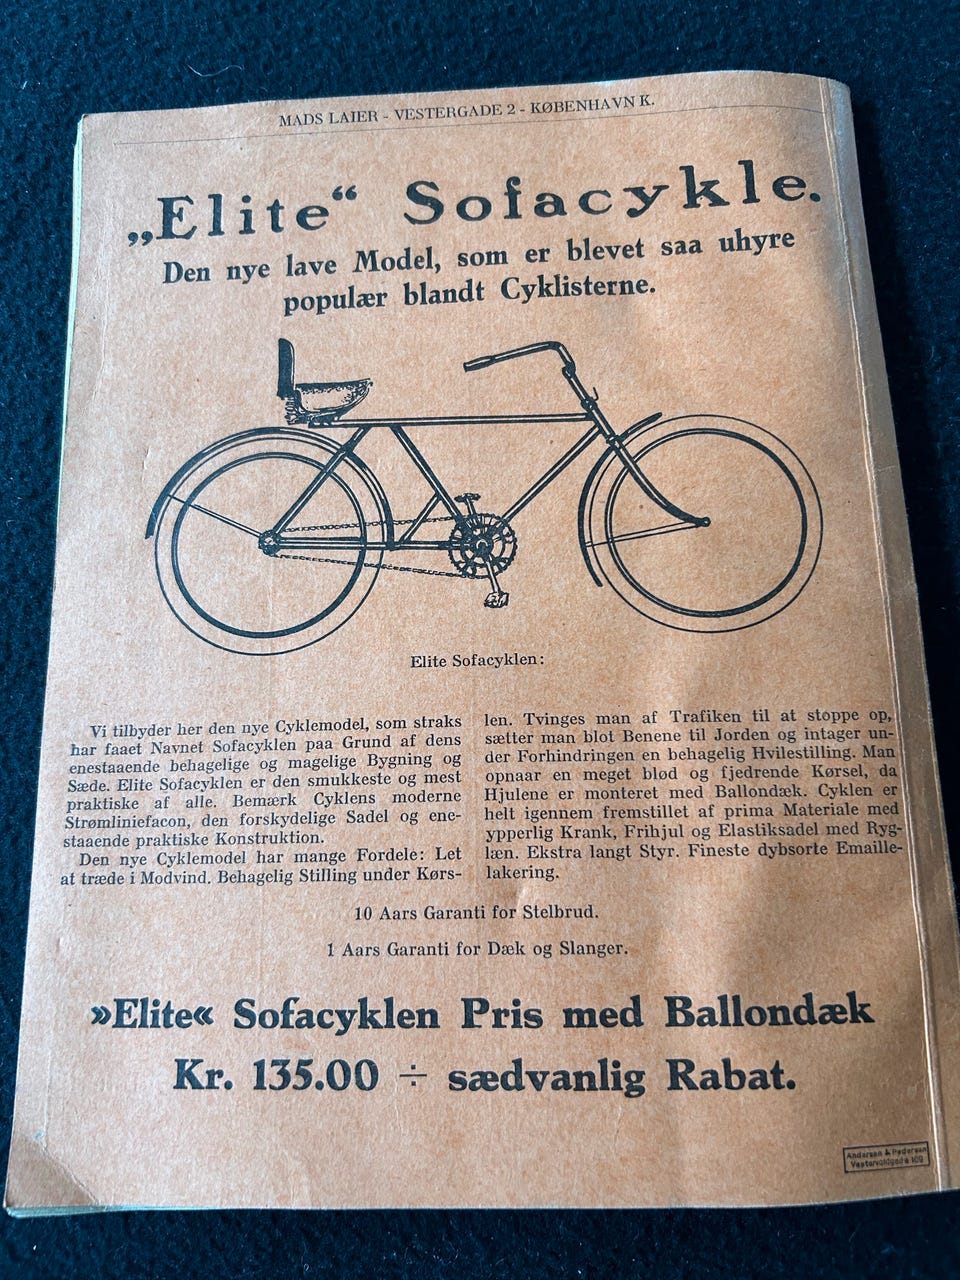 MADS LAIER - VESTERGADE 2 - KØBENHAVN K.
„Elite“ Sofacykle.
Den nye lave Model, som er blevet saa uhyre
populær blandt Cyklisterne.
Elite Sofacyklen:
Vi tilbyder her den nye Cyklemodel, som straks
har faaet Navnet Sofacyklen paa Grund af dens
enestaaende behagelige og magelige Bygning og
Sæde. Elite Sofacyklen er den smukkeste og mest
praktiske af alle. Bemærk Cyklens moderne
Strømliniefacon, den forskydelige Sadel og ene-
staaende praktiske Konstruktion.
Den nye Cyklemodel har mange Fordele: Let
at træde i Modvind. Behagelig Stilling under Kørs-
len. Tvinges man af Trafiken til at stoppe op,
sætter man blot Benene til Jorden og intager un-
der Forhindringen en behagelig Hvilestilling. Man
opnaar en meget blød og fjedrende Kørsel, da
Hjulene er monteret med Ballondæk. Cyklen er
helt igennem fremstillet af prima Materiale med
ypperlig Krank, Frihjul og Elastiksadel med Ryg-
læn. Ekstra langt Styr. Fineste dybsorte Emaille-
lakering.
10 Aars Garanti for Stelbrud.
1 Aars Garanti for Dæk og Slanger.
»Elite« Sofacyklen Pris med Ballondæk
Kr. 135.00 ÷ sædvanlig Rabat.
Andersen & Pedersen
Vestervoldgade 109